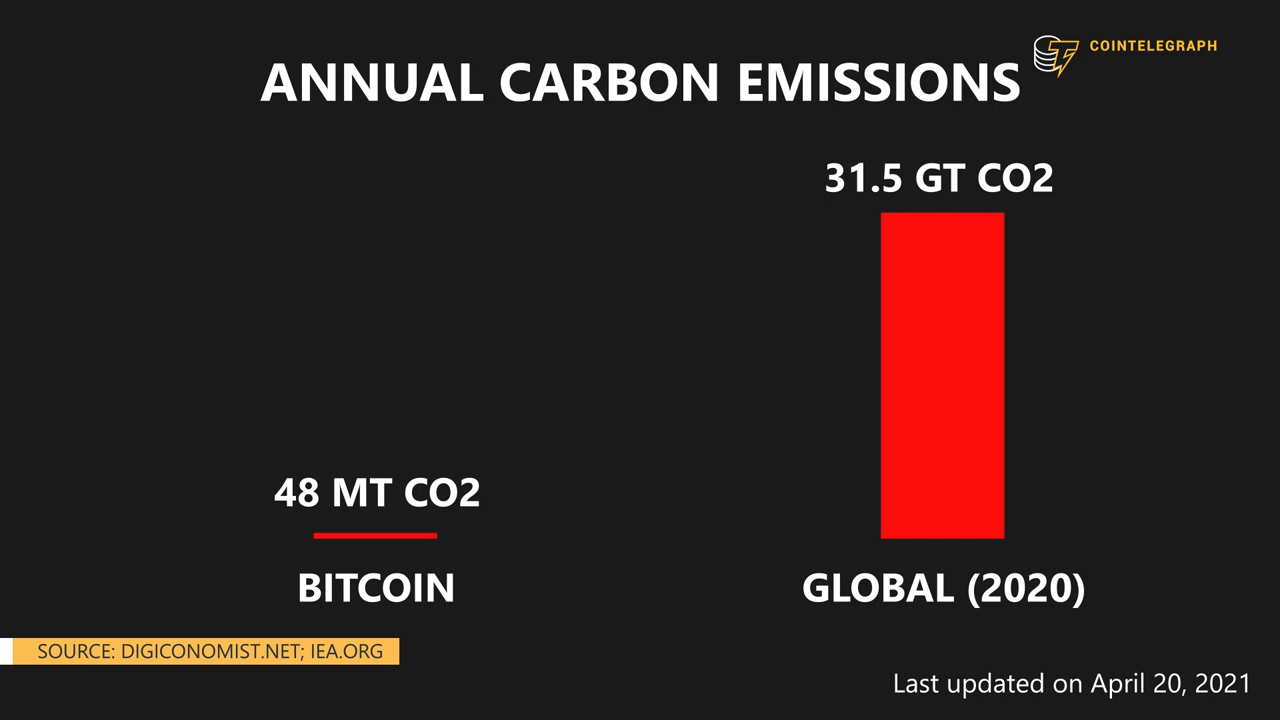 COINTELEGRAPH
ANNUAL CARBON EMISSIONS
31.5 GT CO2
48 MT CO2
BITCOIN
GLOBAL (2020)
SOURCE: DIGICONOMIST.NET; IEA.ORG
Last updated on April 20, 2021